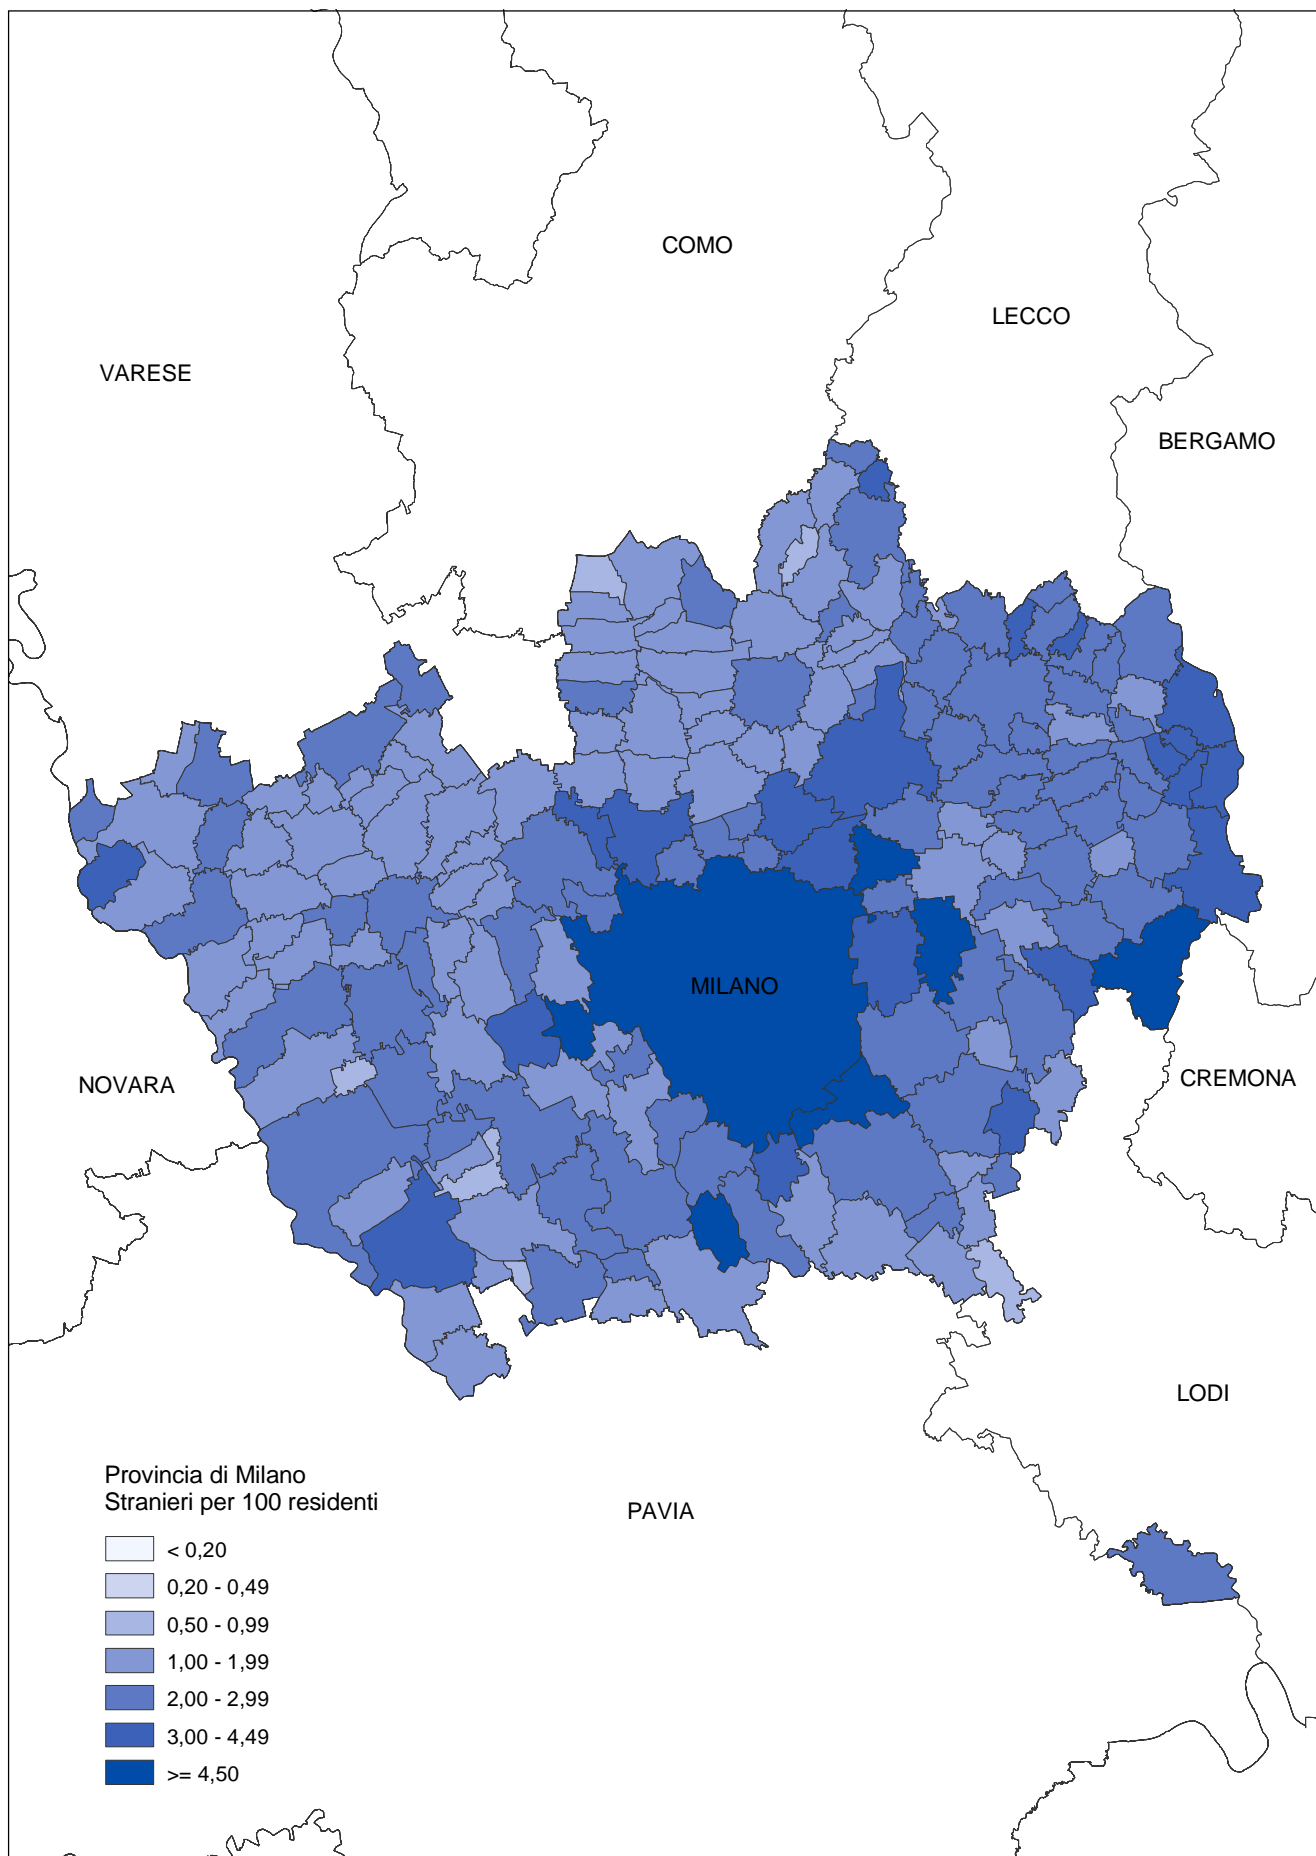 COMO
LECCO
VARESE
BERGAMO
MILANO
NOVARA
CREMONA
LODI
Provincia di Milano
Stranieri per 100 residenti
PAVIA
< 0,20
0,20 - 0,49
0,50 - 0,99
1,00 - 1,99
2,00 - 2,99
3,00 - 4,49
>= 4,50